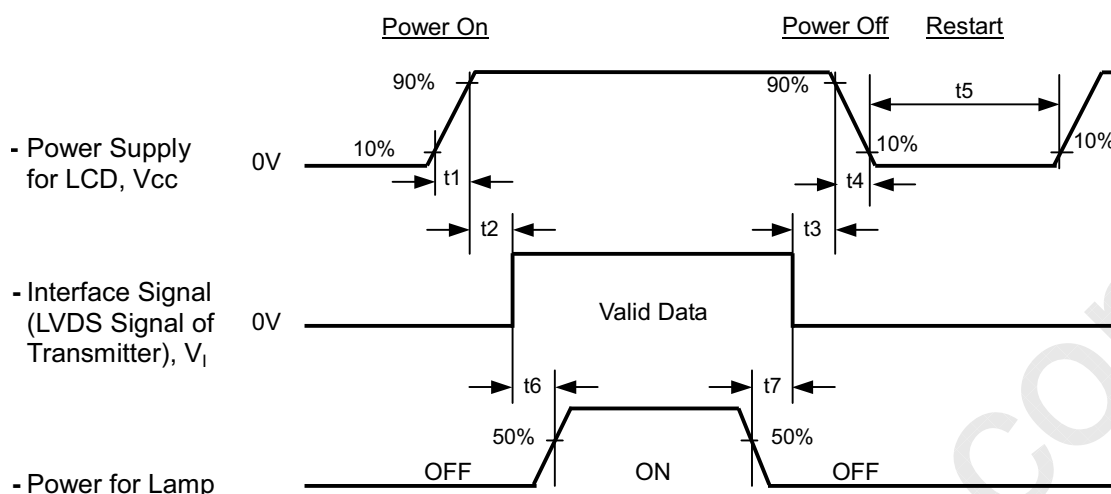 Power On
Power Off
Restart
90%
90%
t5
- Power Supply
for LCD, Vcc
0V
10%
10%
10%
t1
t4
t2
t3
- Interface Signal
(LVDS Signal of
Transmitter), VI
0V
Valid Data
t6
t7
50%
50%
- Power for Lamp
OFF
ON
OFF